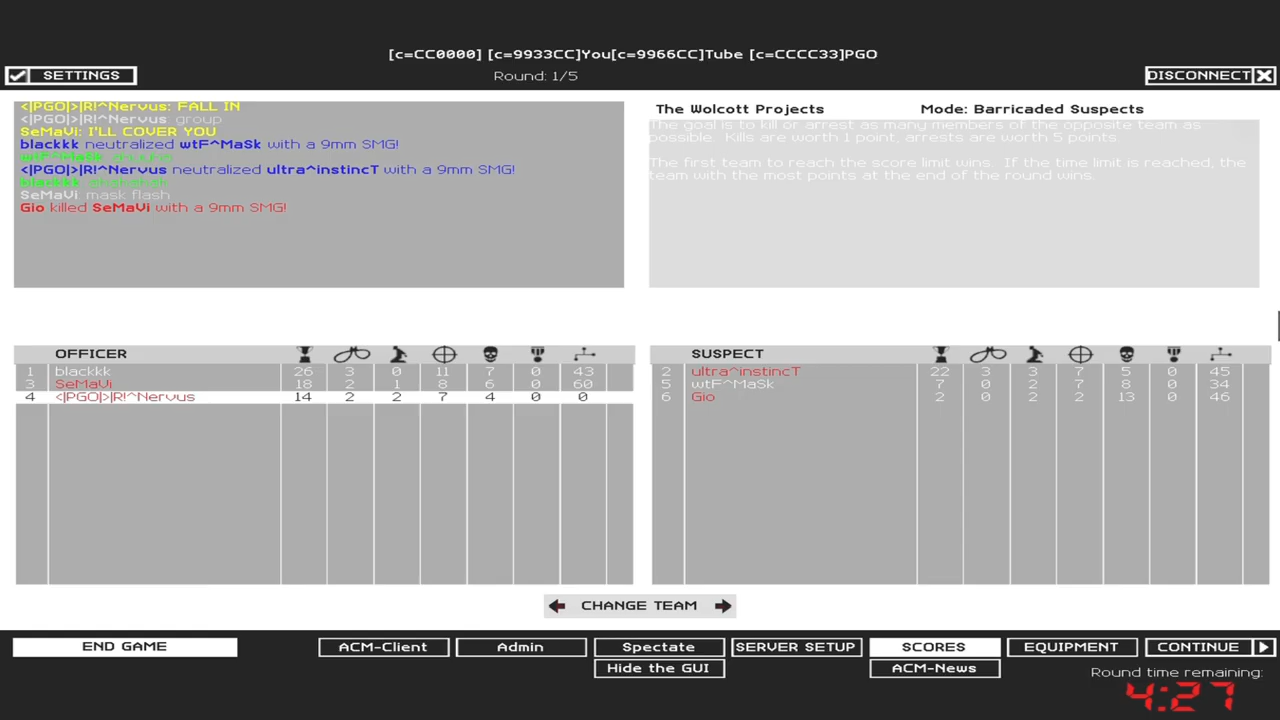 [c=CC0000] [c=9933CC]You[c=9966CC]Tube [c=CCCC33]PGO
SETTINGS
Round: 1/5
DISCONNECT
<|PGO|>|R!^Nervus: FALL IN
<|PGO|>|R!^Nervus: group
SeMaVi: I'LL COVER YOU
blackkk neutralized wtF^MaSk with a 9mm SMG!
wtF^MaSk:
<|PGO|>|R!^Nervus neutralized ultra^instincT with a 9mm SMG!
blackkk:
SeMaVi: mask flash
Gio killed SeMaVi with a 9mm SMG!
The Wolcott Projects
Mode: Barricaded Suspects
The goal is to kill or arrest as many members of the opposite team as
possible. Kills are worth 1 point, arrests are worth 5 points.
The first team to reach the score limit wins. If the time limit is reached, the
team with the most points at the end of the round wins.
OFFICER
1 blackkk 26 3 0 11 7 0 43
3 SeMaVi 18 2 1 8 6 0 60
4 <|PGO|>|R!^Nervus 14 2 2 7 4 0 0
SUSPECT
2 ultra^instincT 22 3 3 7 5 0 45
5 wtF^MaSk 7 0 2 7 8 0 34
6 Gio 2 0 2 2 13 0 46
CHANGE TEAM
END GAME
ACM-Client
Admin
Spectate
SERVER SETUP
SCORES
EQUIPMENT
CONTINUE
Hide the GUI
ACM-News
Round time remaining:
4:27